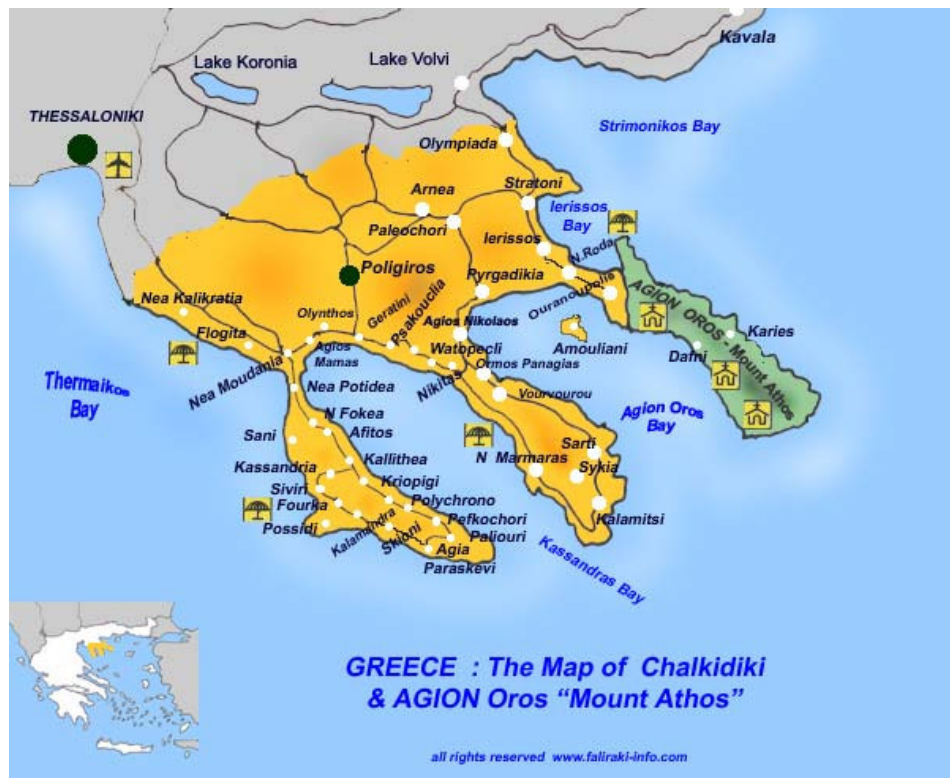 Kavala
Lake Koronia
Lake Volvi
THESSALONIKI
Strimonikos Bay
Olympiada
Arnea
Stratoni
Ierissos
Bay
Paleochori
Ierissos
N.Roda
Poligiros
Pyrgadikia
Ouranoupolis
AGION OROS - Mount Athos
Nea Kalikratia
Olynthos
Geratini
Psakouclia
Agios Nikolaos
Karies
Flogita
Agios
Mamas
Watopecli
Amouliani
Dafni
Nea Moudania
Nikitas
Ormos Panagias
Thermaikos
Bay
Nea Potidea
Vourvourou
N Fokea
Agion Oros
Bay
Sani
Afitos
Sarti
Kassandria
Kallithea
N Marmaras
Sykia
Siviri
Kriopigi
Fourka
Polychrono
Possidi
Kalamandra
Skioni
Pefkochori
Kalamitsi
Paliouri
Agia
Paraskevi
Kassandras Bay
GREECE : The Map of Chalkidiki
& AGION Oros “Mount Athos”
all rights reserved www.faliraki-info.com